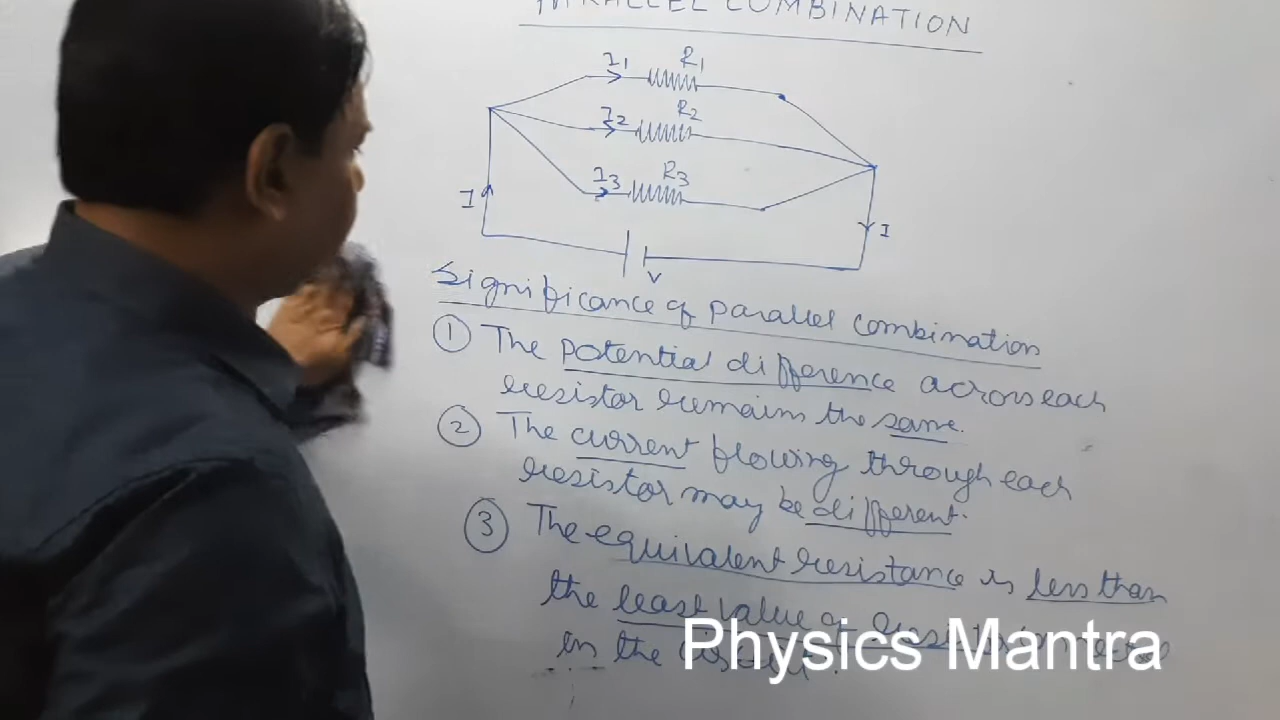 PARALLEL COMBINATION
I1 R1
I2 R2
I3 R3
I
I
V
Significance of parallel combination
① The potential difference across each
resistor remains the same.
② The current flowing through each
resistor may be different.
③ The equivalent resistance is less than
the least value of
in the
Physics Mantra